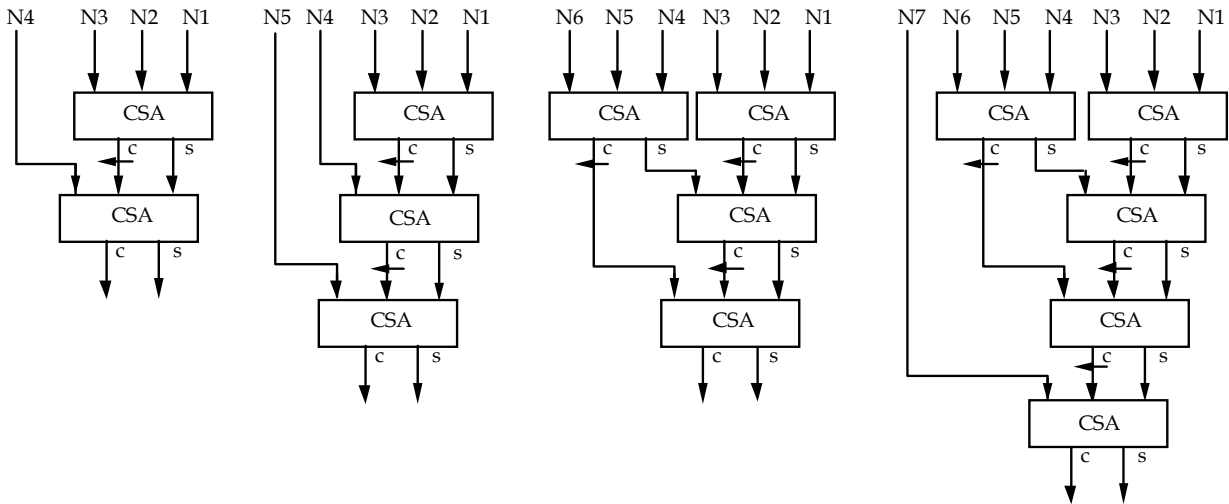 N4 N3 N2 N1 N5 N4 N3 N2 N1 N6 N5 N4 N3 N2 N1 N7 N6 N5 N4 N3 N2 N1
CSA CSA CSA CSA CSA CSA
c s c s c s c s c s c s
CSA CSA CSA CSA
c s c s c s c s
CSA CSA CSA
c s c s c s
CSA
c s